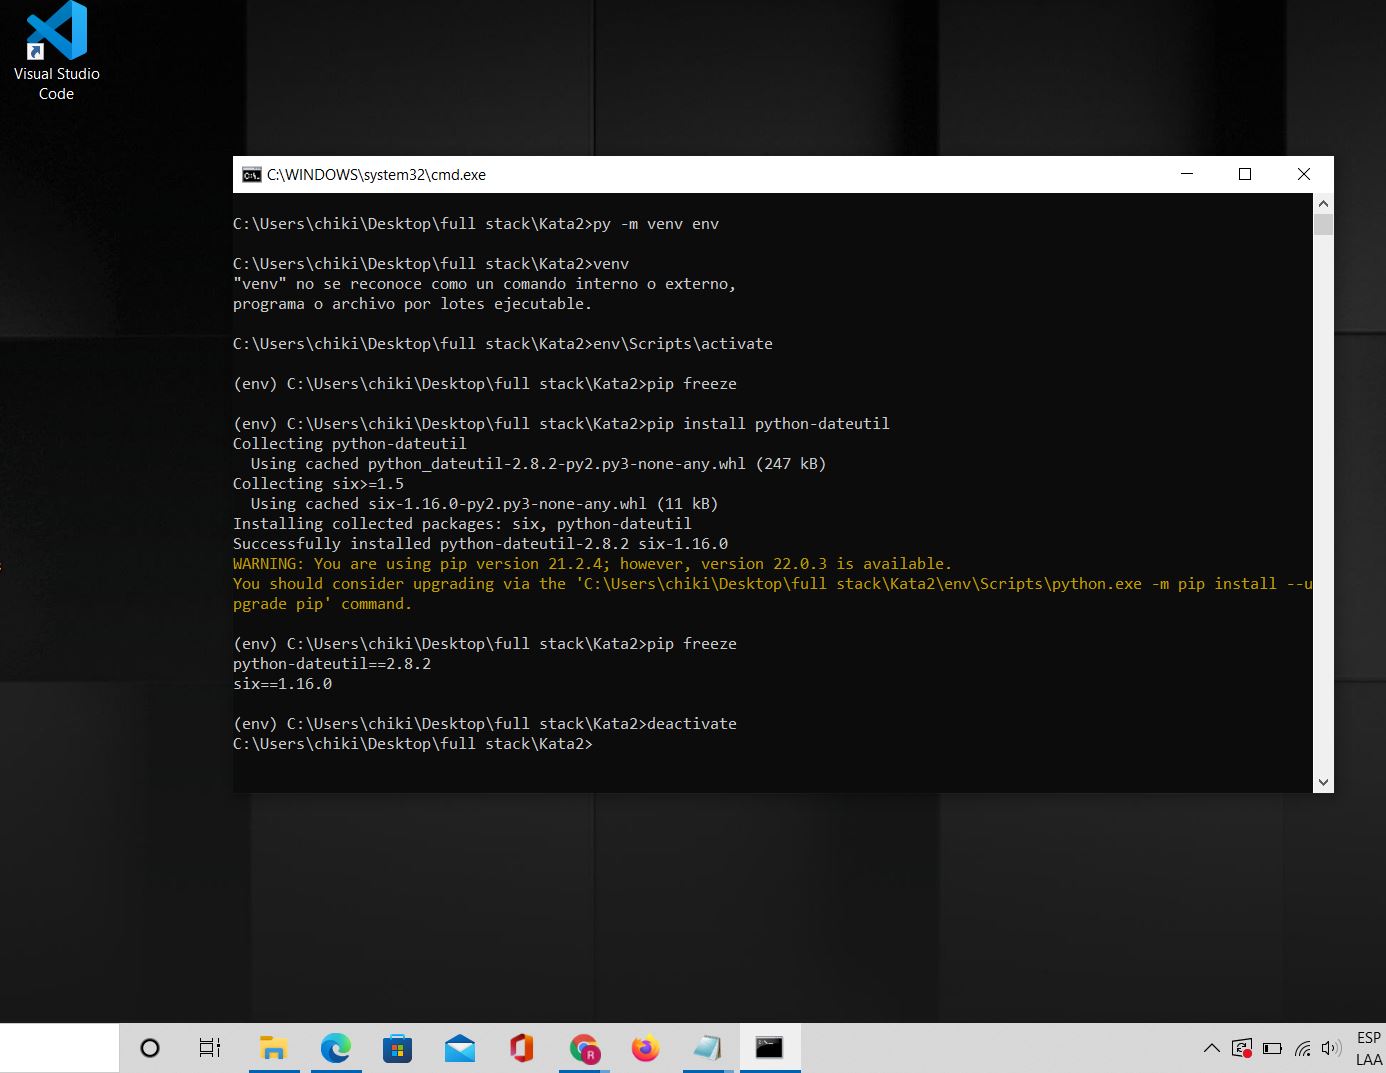 Visual Studio
Code
C:\WINDOWS\system32\cmd.exe
C:\Users\chiki\Desktop\full stack\Kata2>py -m venv env
C:\Users\chiki\Desktop\full stack\Kata2>venv
"venv" no se reconoce como un comando interno o externo,
programa o archivo por lotes ejecutable.
C:\Users\chiki\Desktop\full stack\Kata2>env\Scripts\activate
(env) C:\Users\chiki\Desktop\full stack\Kata2>pip freeze
(env) C:\Users\chiki\Desktop\full stack\Kata2>pip install python-dateutil
Collecting python-dateutil
  Using cached python_dateutil-2.8.2-py2.py3-none-any.whl (247 kB)
Collecting six>=1.5
  Using cached six-1.16.0-py2.py3-none-any.whl (11 kB)
Installing collected packages: six, python-dateutil
Successfully installed python-dateutil-2.8.2 six-1.16.0
WARNING: You are using pip version 21.2.4; however, version 22.0.3 is available.
You should consider upgrading via the 'C:\Users\chiki\Desktop\full stack\Kata2\env\Scripts\python.exe -m pip install --u
pgrade pip' command.
(env) C:\Users\chiki\Desktop\full stack\Kata2>pip freeze
python-dateutil==2.8.2
six==1.16.0
(env) C:\Users\chiki\Desktop\full stack\Kata2>deactivate
C:\Users\chiki\Desktop\full stack\Kata2>
R
ESP
LAA